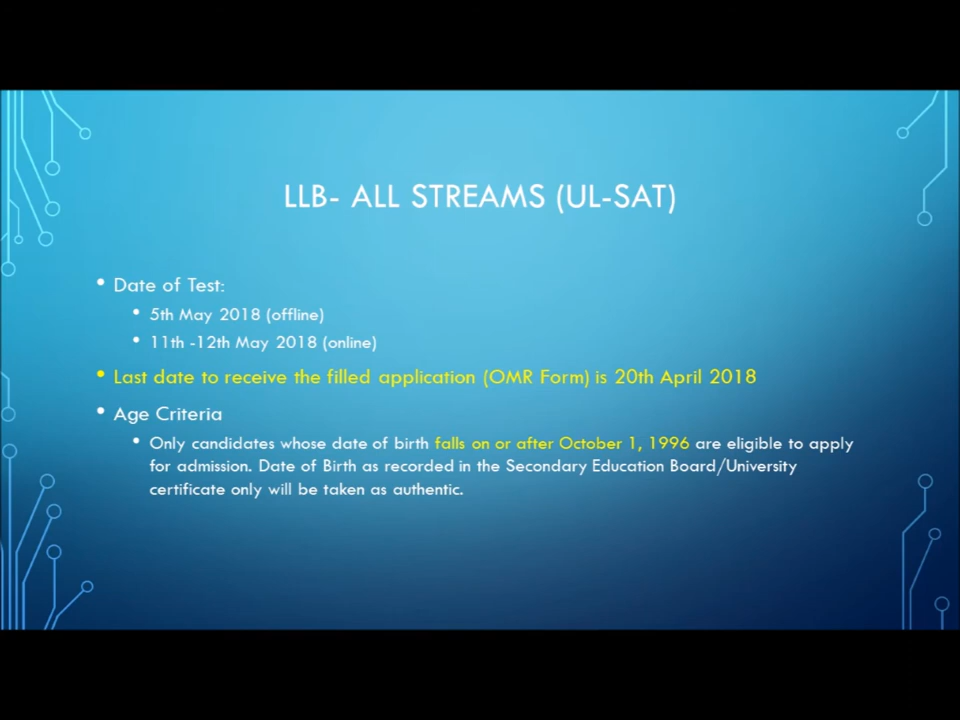 LLB- ALL STREAMS (UL-SAT)
• Date of Test:
• 5th May 2018 (offline)
• 11th -12th May 2018 (online)
• Last date to receive the filled application (OMR Form) is 20th April 2018
• Age Criteria
• Only candidates whose date of birth falls on or after October 1, 1996 are eligible to apply
for admission. Date of Birth as recorded in the Secondary Education Board/University
certificate only will be taken as authentic.